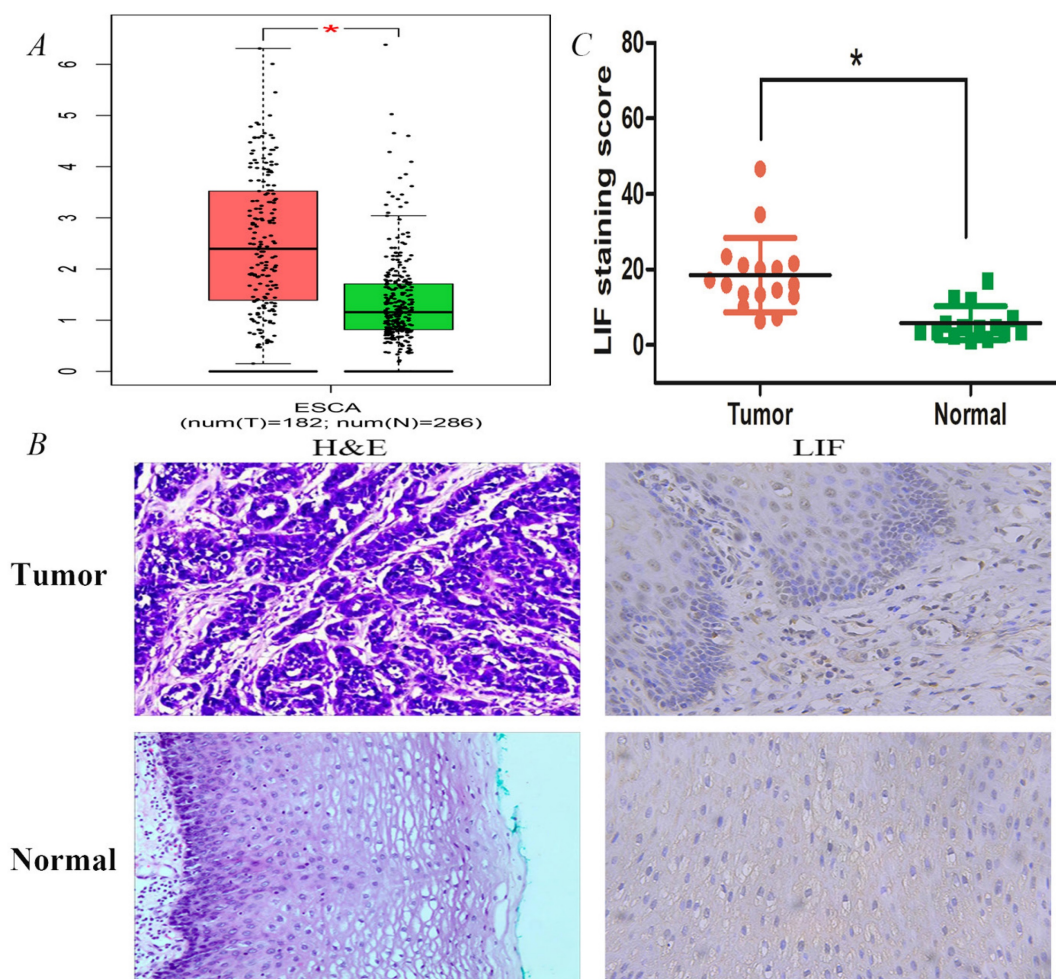 A
*
6
5
4
3
2
1
0
ESCA
(num(T)=182; num(N)=286)
C
LIF staining score
80
60
40
20
0
*
Tumor
Normal
B
H&E
LIF
Tumor
Normal